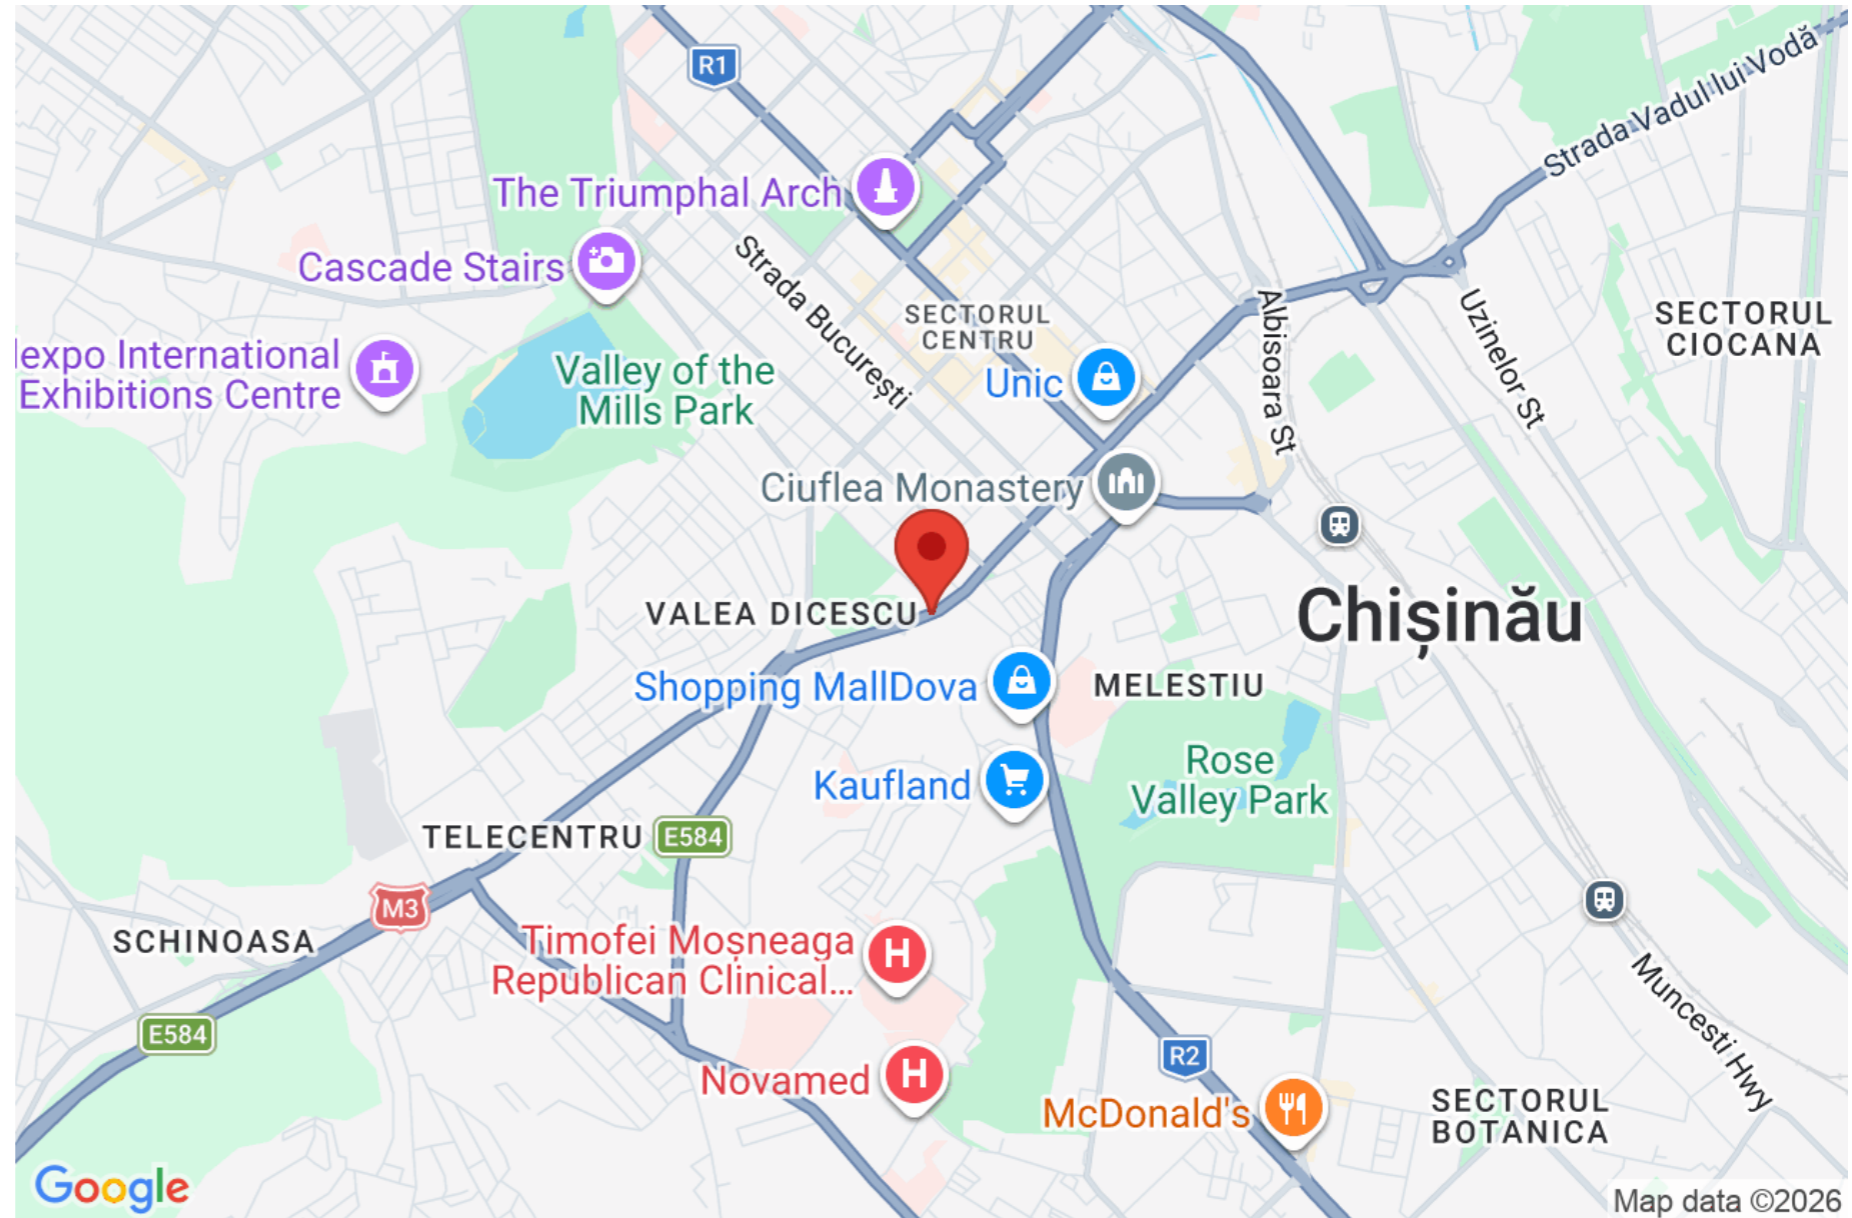 R1
Strada Vadul lui Vodă
The Triumphal Arch
Cascade Stairs
Strada București
SECTORUL
CENTRU
Albisoara St
Uzinelor St
SECTORUL
CIOCANA
lexpo International
Exhibitions Centre
Valley of the
Mills Park
Unic
Ciuflea Monastery
VALEA DICESCU
Chișinău
Shopping MallDova
MELESTIU
Kaufland
Rose
Valley Park
TELECENTRU
E584
M3
SCHINOASA
Timofei Moșneaga
Republican Clinical...
H
E584
Muncesti Hwy
R2
Novamed
H
McDonald's
SECTORUL
BOTANICA
Google
Map data ©2026